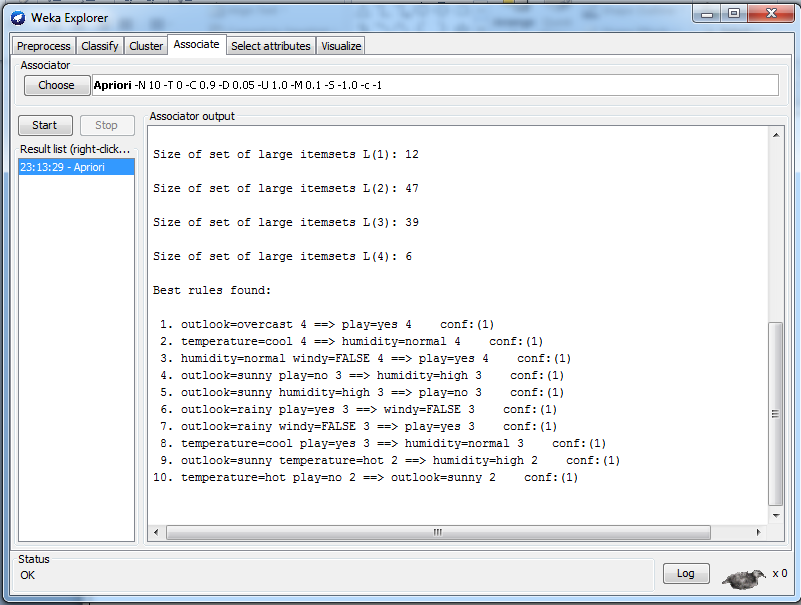 Weka Explorer
Preprocess Classify Cluster Associate Select attributes Visualize
Associator
Choose Apriori -N 10 -T 0 -C 0.9 -D 0.05 -U 1.0 -M 0.1 -S -1.0 -c -1
Start Stop
Result list (right-click...
23:13:29 - Apriori
Associator output
Size of set of large itemsets L(1): 12
Size of set of large itemsets L(2): 47
Size of set of large itemsets L(3): 39
Size of set of large itemsets L(4): 6
Best rules found:
1. outlook=overcast 4 ==> play=yes 4 conf:(1)
2. temperature=cool 4 ==> humidity=normal 4 conf:(1)
3. humidity=normal windy=FALSE 4 ==> play=yes 4 conf:(1)
4. outlook=sunny play=no 3 ==> humidity=high 3 conf:(1)
5. outlook=sunny humidity=high 3 ==> play=no 3 conf:(1)
6. outlook=rainy play=yes 3 ==> windy=FALSE 3 conf:(1)
7. outlook=rainy windy=FALSE 3 ==> play=yes 3 conf:(1)
8. temperature=cool play=yes 3 ==> humidity=normal 3 conf:(1)
9. outlook=sunny temperature=hot 2 ==> humidity=high 2 conf:(1)
10. temperature=hot play=no 2 ==> outlook=sunny 2 conf:(1)
Status
OK
Log x 0